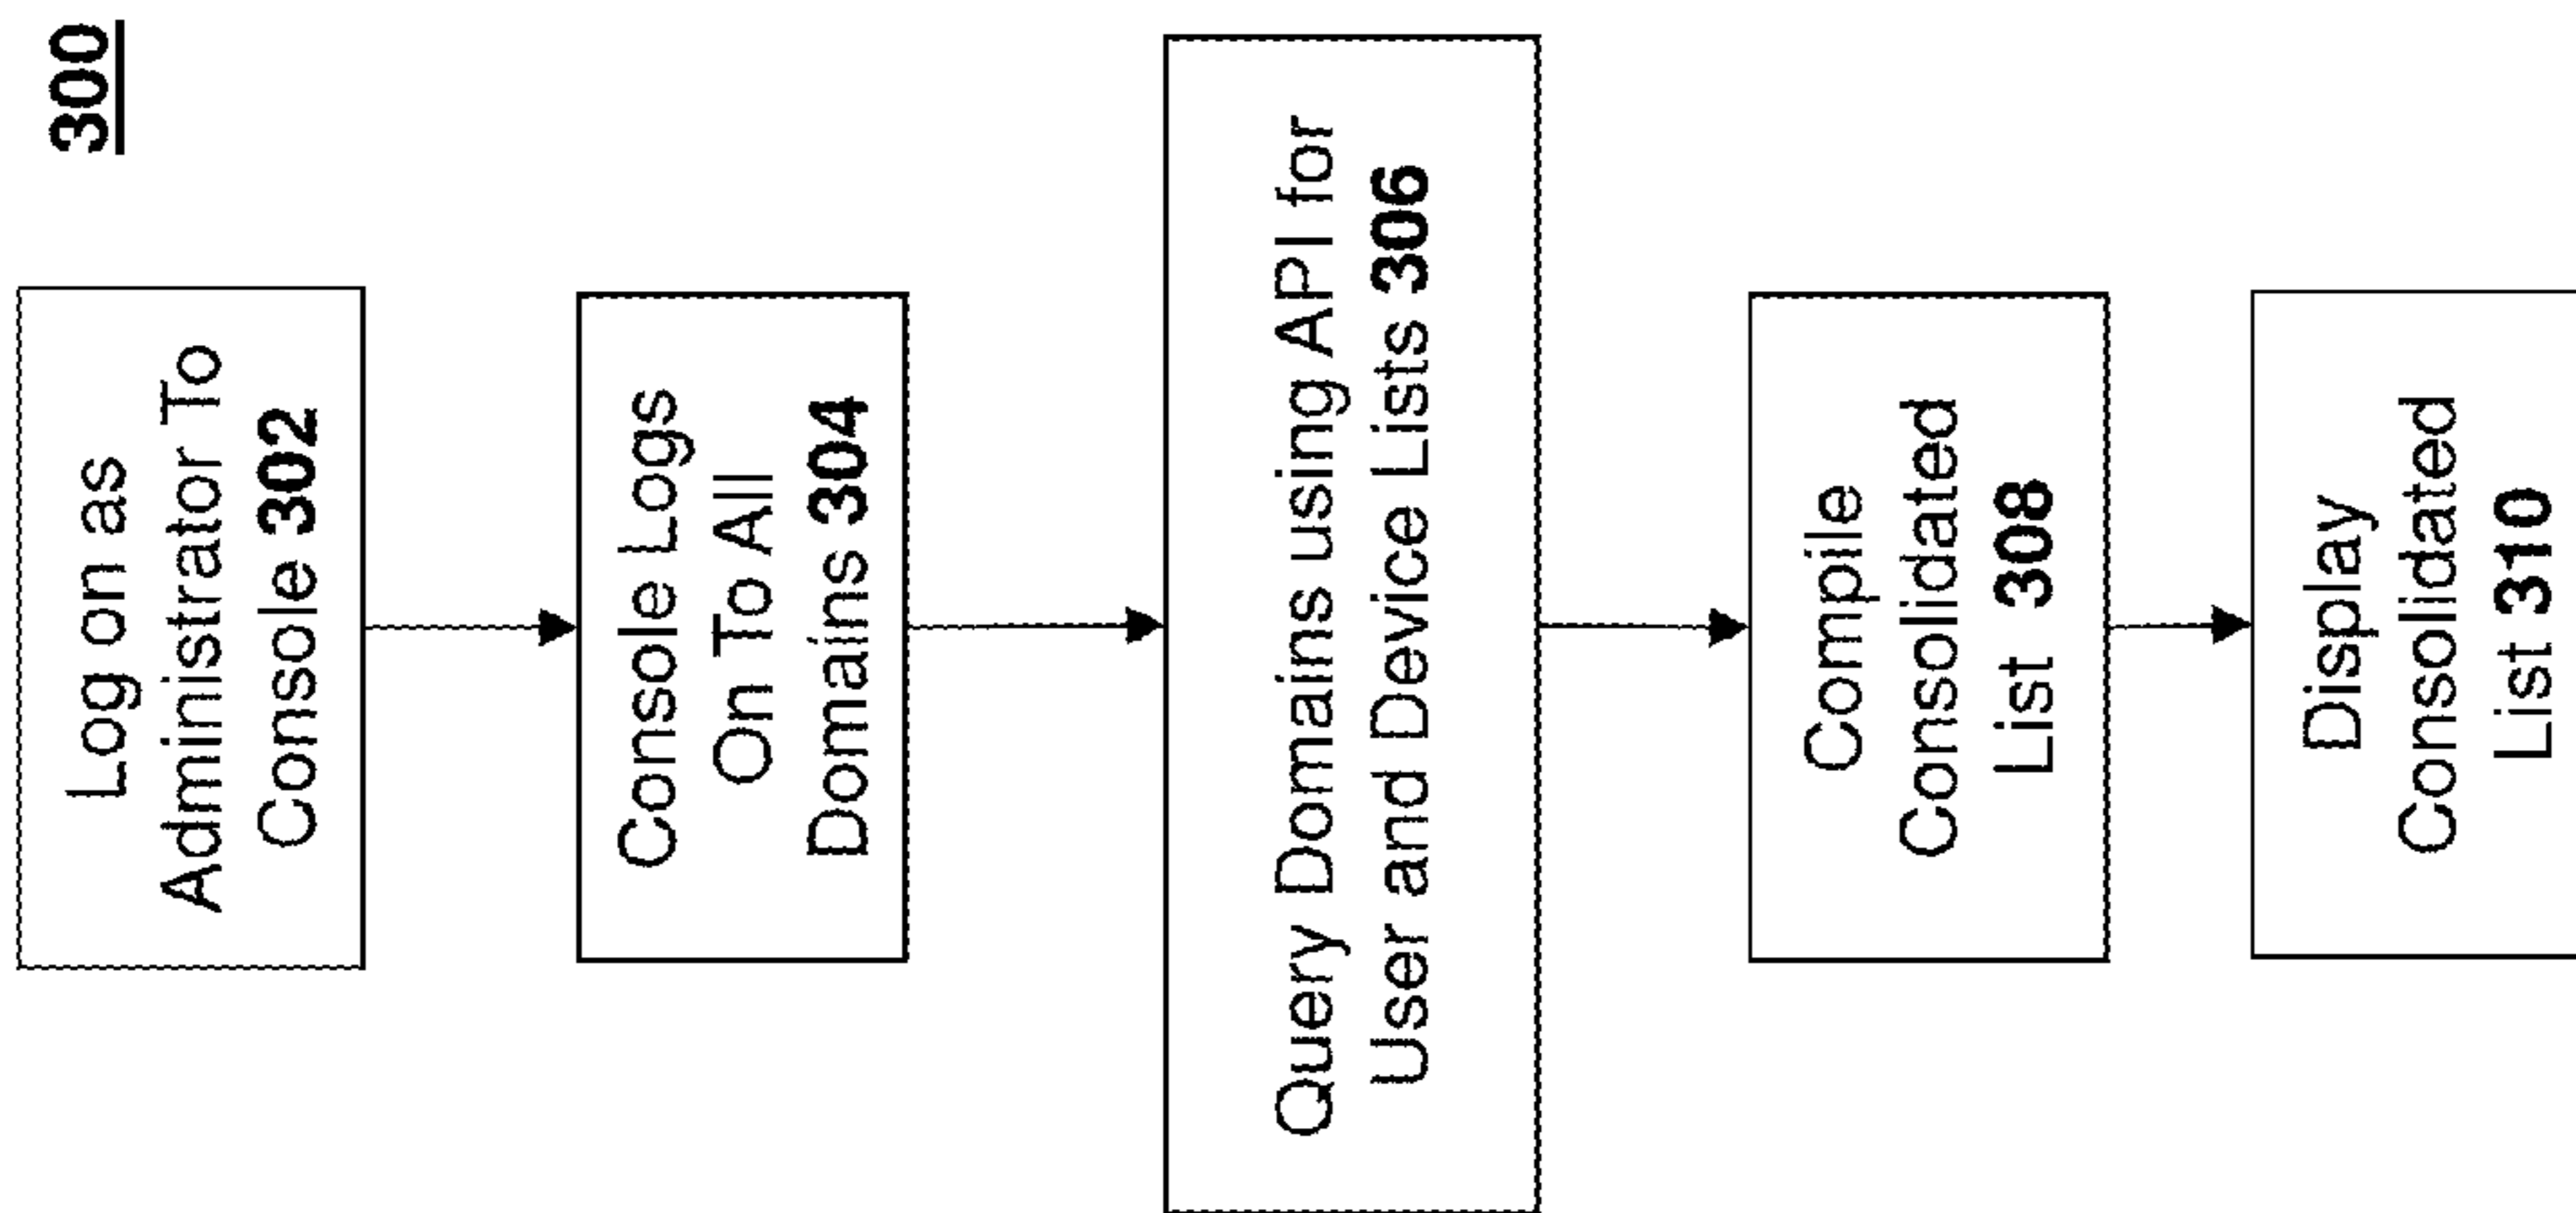 300
Log on as
Administrator To
Console 302
Console Logs
On To All
Domains 304
Query Domains using API for
User and Device Lists 306
Compile
Consolidated
List 308
Display
Consolidated
List 310